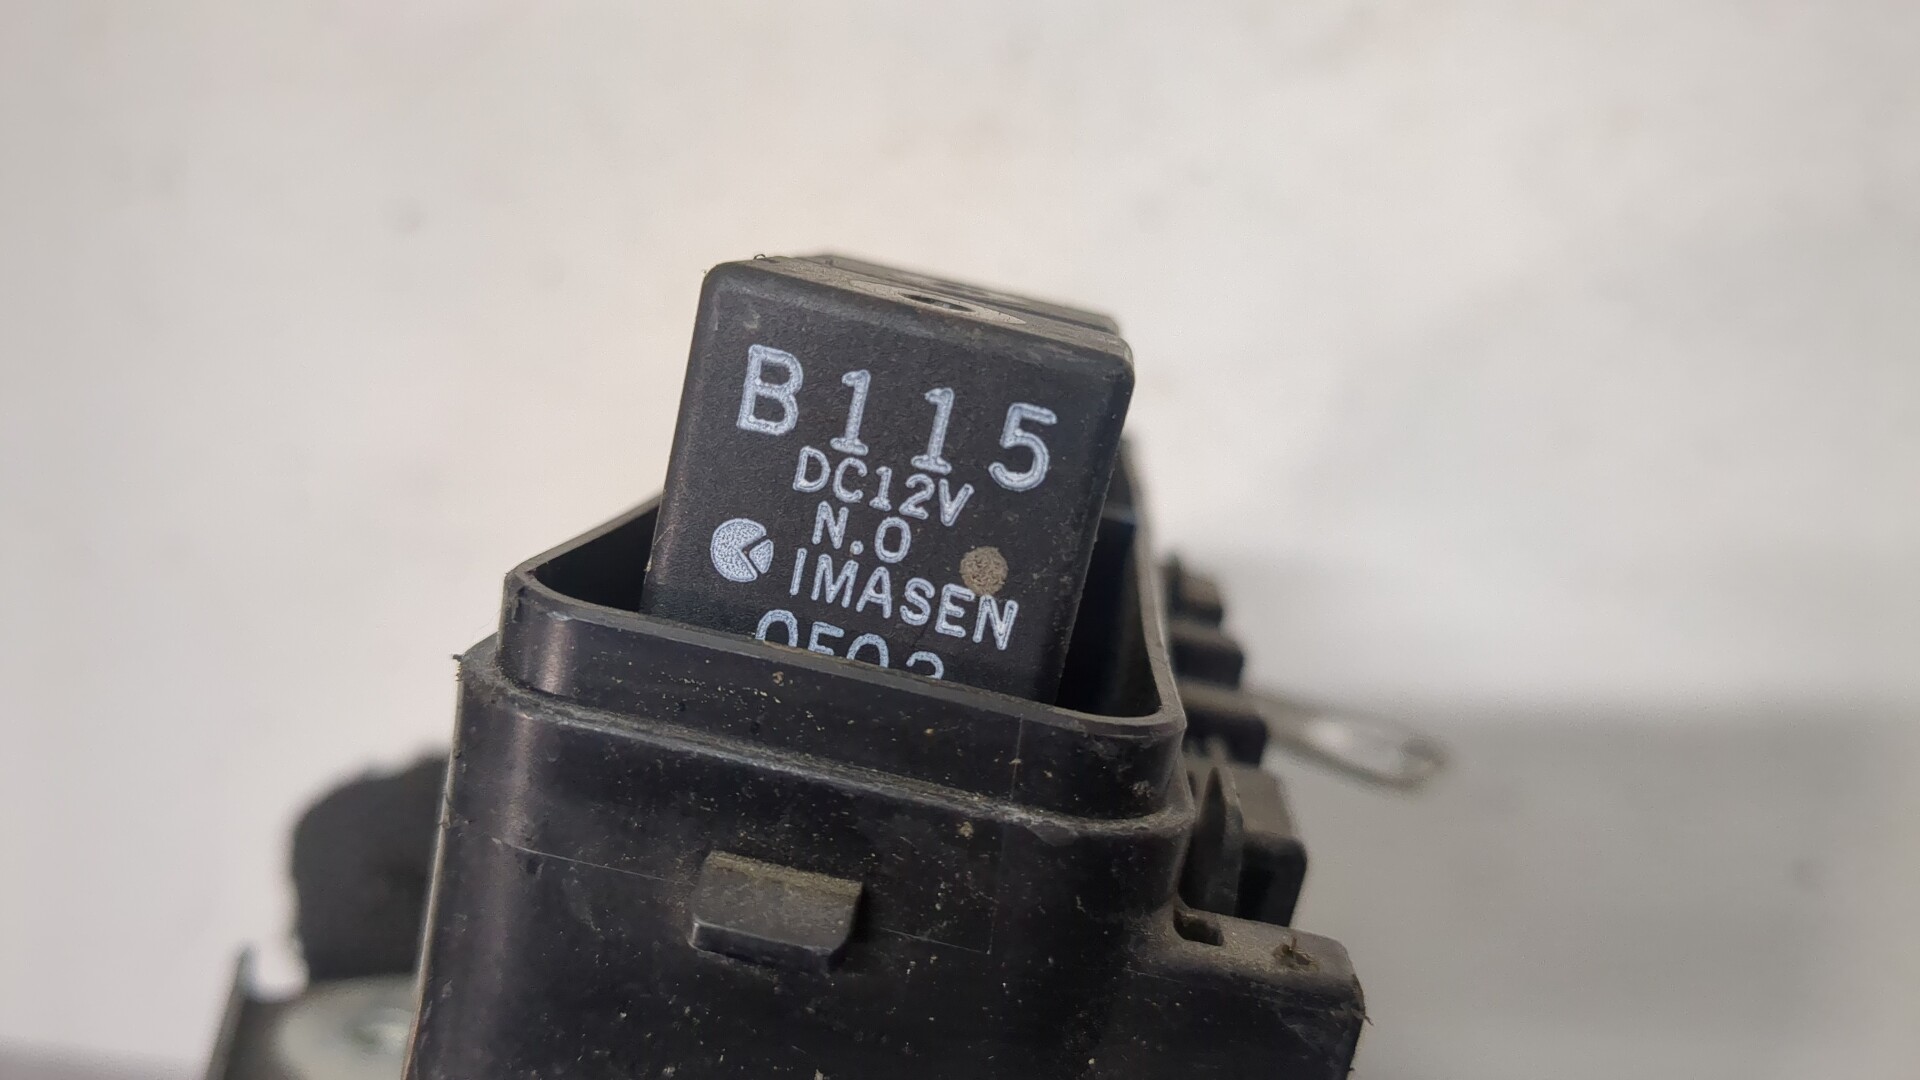 B115
DC12V
N.O
IMASEN